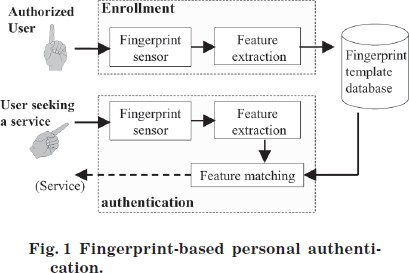 Authorized
User
Enrollment
Fingerprint
sensor
Feature
extraction
Fingerprint
template
database
User seeking
a service
Fingerprint
sensor
Feature
extraction
Feature matching
(Service)
authentication
Fig. 1 Fingerprint-based personal authenti-
cation.